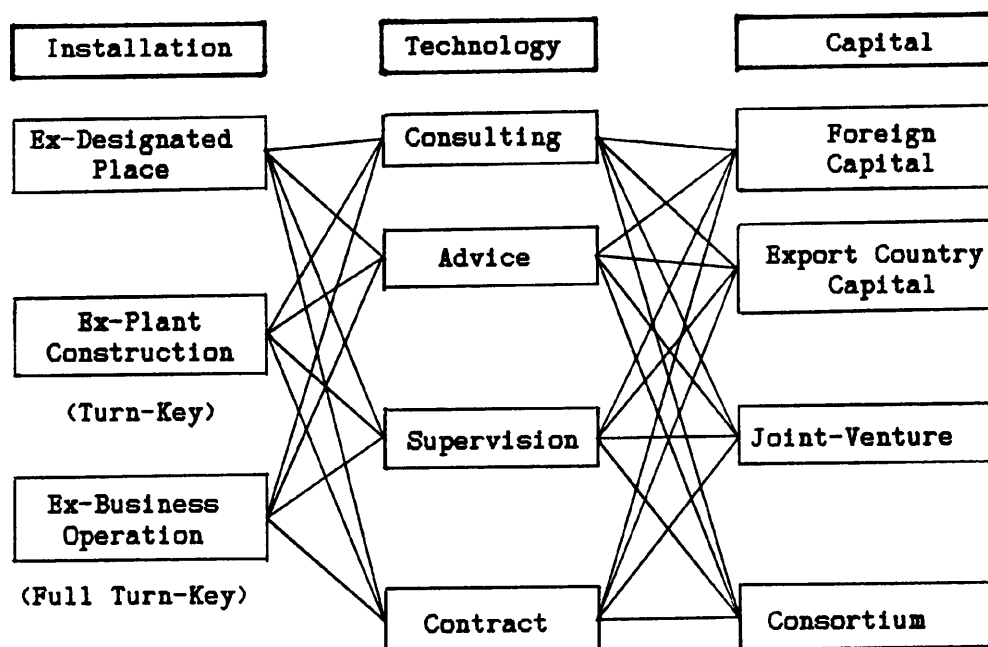 Installation
Technology
Capital
Ex-Designated
Place
Consulting
Foreign
Capital
Advice
Export Country
Capital
Ex-Plant
Construction
(Turn-Key)
Supervision
Joint-Venture
Ex-Business
Operation
(Full Turn-Key)
Contract
Consortium